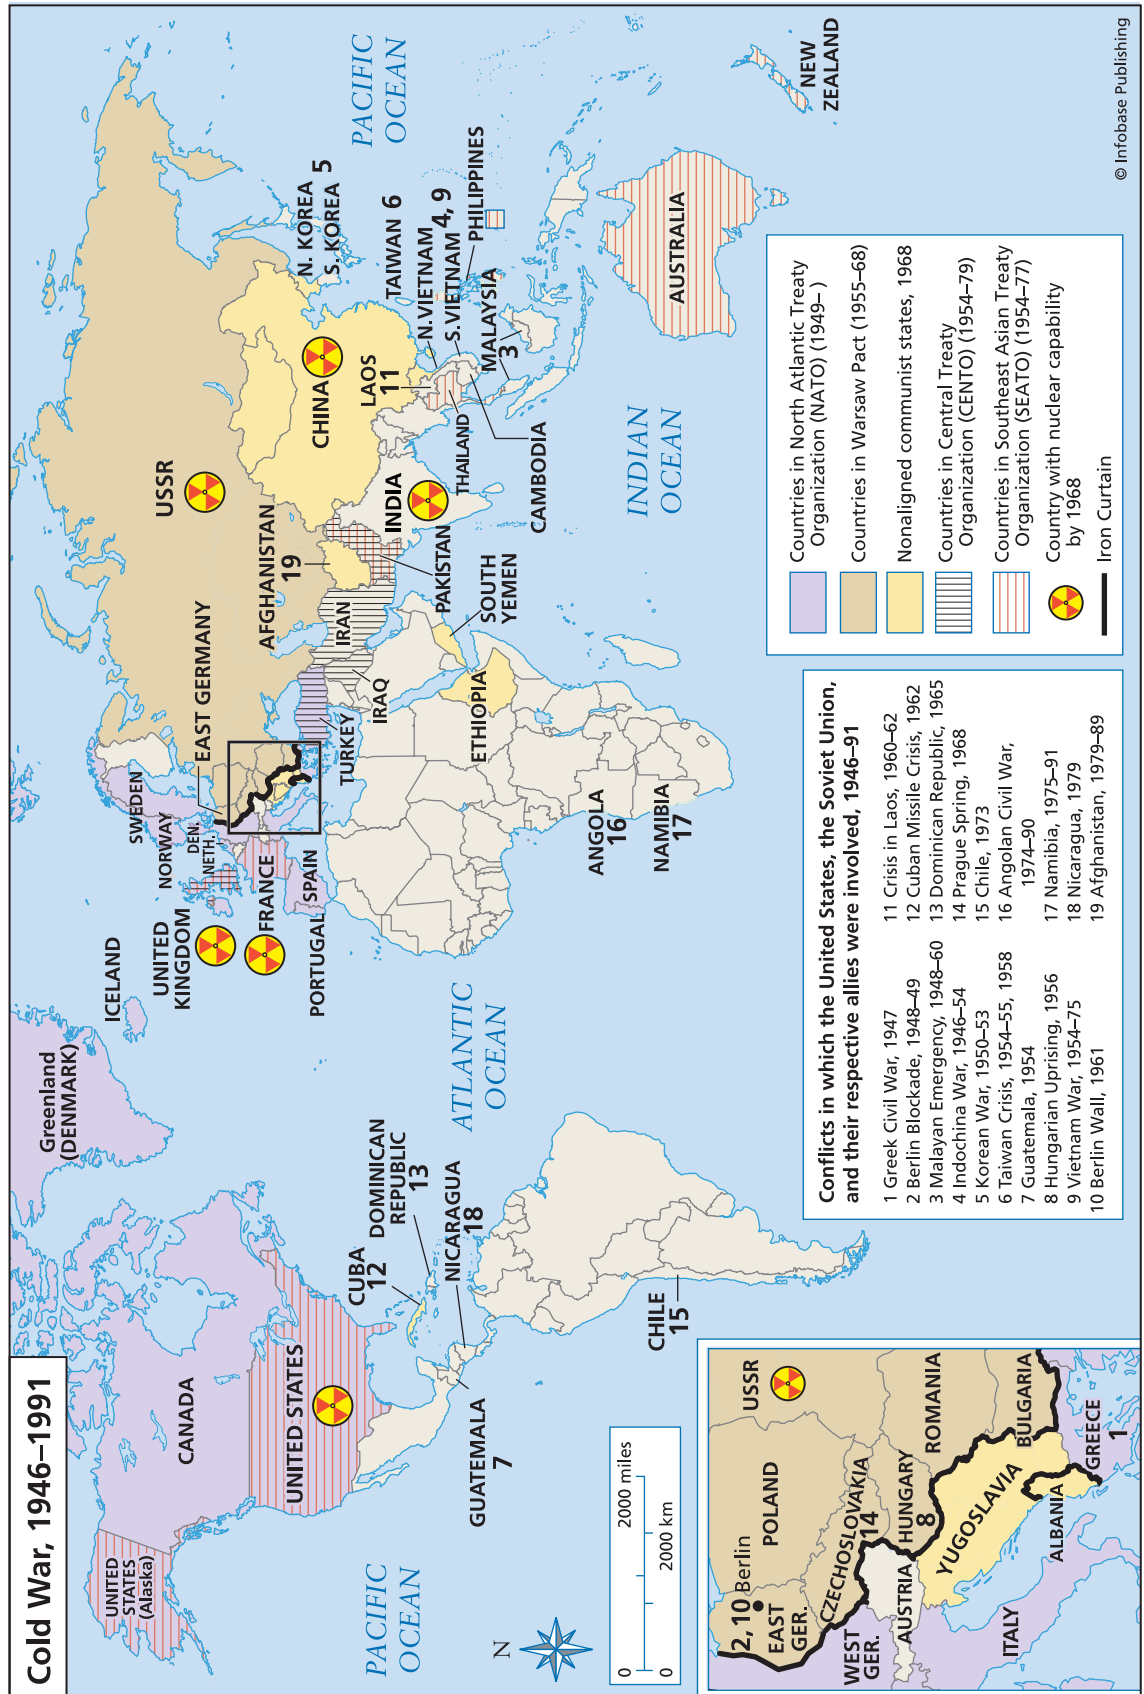 Cold War, 1946–1991
UNITED
STATES
(Alaska)
CANADA
Greenland
(DENMARK)
ICELAND
UNITED
KINGDOM
NORWAY
SWEDEN
DEN.
NETH.
EAST GERMANY
FRANCE
SPAIN
PORTUGAL
USSR
UNITED STATES
CUBA
12
DOMINICAN
REPUBLIC
13
NICARAGUA
18
GUATEMALA
7
CHILE
15
PACIFIC
OCEAN
ATLANTIC
OCEAN
TURKEY
IRAQ
IRAN
AFGHANISTAN
19
PAKISTAN
SOUTH
YEMEN
ETHIOPIA
ANGOLA
16
NAMIBIA
17
CHINA
INDIA
LAOS
11
THAILAND
CAMBODIA
N. KOREA
S. KOREA 5
TAIWAN 6
N.VIETNAM
S.VIETNAM 4, 9
PHILIPPINES
MALAYSIA
3
INDIAN
OCEAN
PACIFIC
OCEAN
AUSTRALIA
NEW
ZEALAND
N
0 2000 miles
0 2000 km
2, 10 Berlin
EAST
GER.
WEST
GER.
POLAND
USSR
CZECHOSLOVAKIA
14
AUSTRIA
HUNGARY
8
ROMANIA
YUGOSLAVIA
BULGARIA
ITALY
ALBANIA
GREECE
1
Conflicts in which the United States, the Soviet Union,
and their respective allies were involved, 1946–91
1 Greek Civil War, 1947
2 Berlin Blockade, 1948–49
3 Malayan Emergency, 1948–60
4 Indochina War, 1946–54
5 Korean War, 1950–53
6 Taiwan Crisis, 1954–55, 1958
7 Guatemala, 1954
8 Hungarian Uprising, 1956
9 Vietnam War, 1954–75
10 Berlin Wall, 1961
11 Crisis in Laos, 1960–62
12 Cuban Missile Crisis, 1962
13 Dominican Republic, 1965
14 Prague Spring, 1968
15 Chile, 1973
16 Angolan Civil War,
1974–90
17 Namibia, 1975–91
18 Nicaragua, 1979
19 Afghanistan, 1979–89
Countries in North Atlantic Treaty
Organization (NATO) (1949– )
Countries in Warsaw Pact (1955–68)
Nonaligned communist states, 1968
Countries in Central Treaty
Organization (CENTO) (1954–79)
Countries in Southeast Asian Treaty
Organization (SEATO) (1954–77)
Country with nuclear capability
by 1968
Iron Curtain
© Infobase Publishing